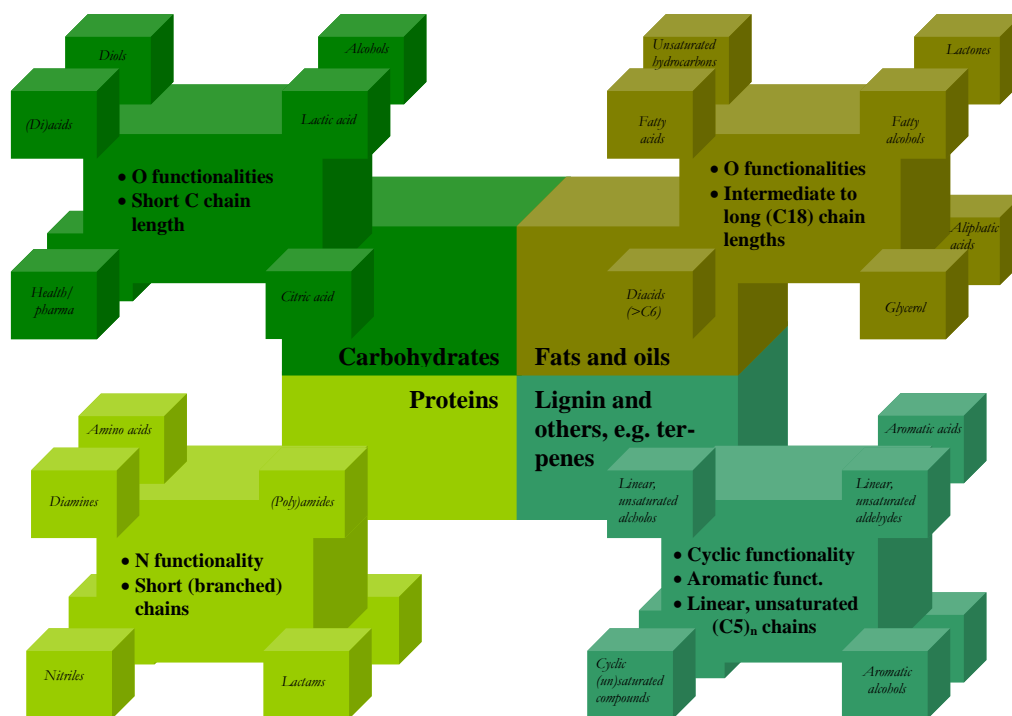 Diols
Alcohols
(Di)acids
Lactic acid
• O functionalities
• Short C chain
length
Health/
pharma
Citric acid
Carbohydrates
Unsaturated
hydrocarbons
Lactones
Fatty
acids
Fatty
alcohols
• O functionalities
• Intermediate to
long (C18) chain
lengths
Aliphatic
acids
Diacids
(>C6)
Glycerol
Fats and oils
Proteins
Amino acids
Diamines
(Poly)amides
• N functionality
• Short (branched)
chains
Nitriles
Lactams
Lignin and
others, e.g. ter-
penes
Aromatic acids
Linear,
unsaturated
alcholos
Linear,
unsaturated
aldehydes
• Cyclic functionality
• Aromatic funct.
• Linear, unsaturated
(C5)n chains
Cyclic
(un)saturated
compounds
Aromatic
alcohols